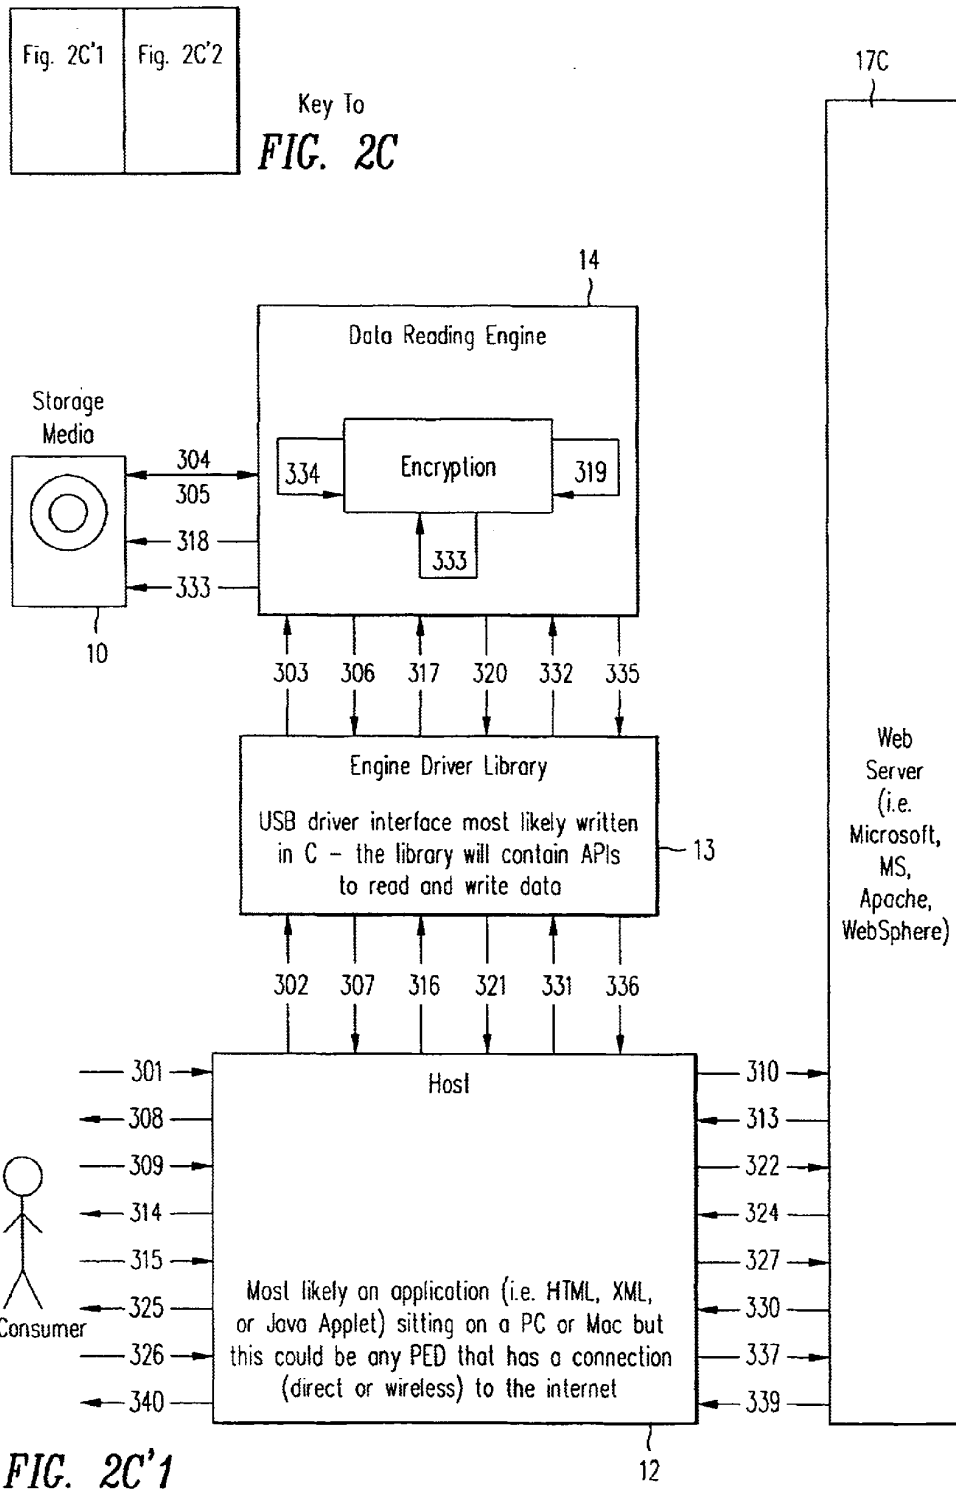 Fig. 2C'1 Fig. 2C'2
Key To
FIG. 2C
17C
14
Data Reading Engine
Storage
Media
Encryption
334
319
333
304
305
318
333
10
303 306 317 320 332 335
Engine Driver Library
USB driver interface most likely written
in C – the library will contain APIs
to read and write data
13
302 307 316 321 331 336
Web
Server
(i.e.
Microsoft,
MS,
Apache,
WebSphere)
Host
301
308
309
314
315
325
326
340
310
313
322
324
327
330
337
339
Consumer
Most likely an application (i.e. HTML, XML,
or Java Applet) sitting on a PC or Mac but
this could be any PED that has a connection
(direct or wireless) to the internet
12
FIG. 2C'1